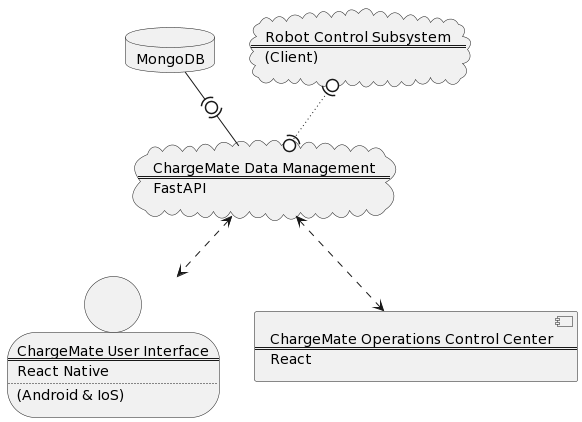 Robot Control Subsystem
(Client)
MongoDB
ChargeMate Data Management
FastAPI
ChargeMate User Interface
React Native
(Android & IoS)
ChargeMate Operations Control Center
React